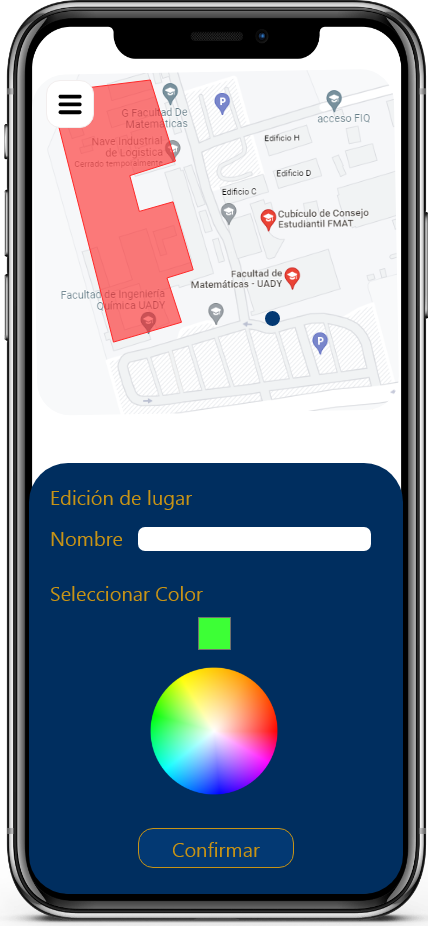 G Facultad De
Matemáticas
P
acceso FIQ
Nave Industrial
de Logística
Cerrado temporalmente
Edificio H
Edificio D
Edificio C
Cubículo de Consejo
Estudiantil FMAT
Facultad de
Matemáticas - UADY
Facultad de Ingeniería
Química UADY
P
Edición de lugar
Nombre
Seleccionar Color
Confirmar